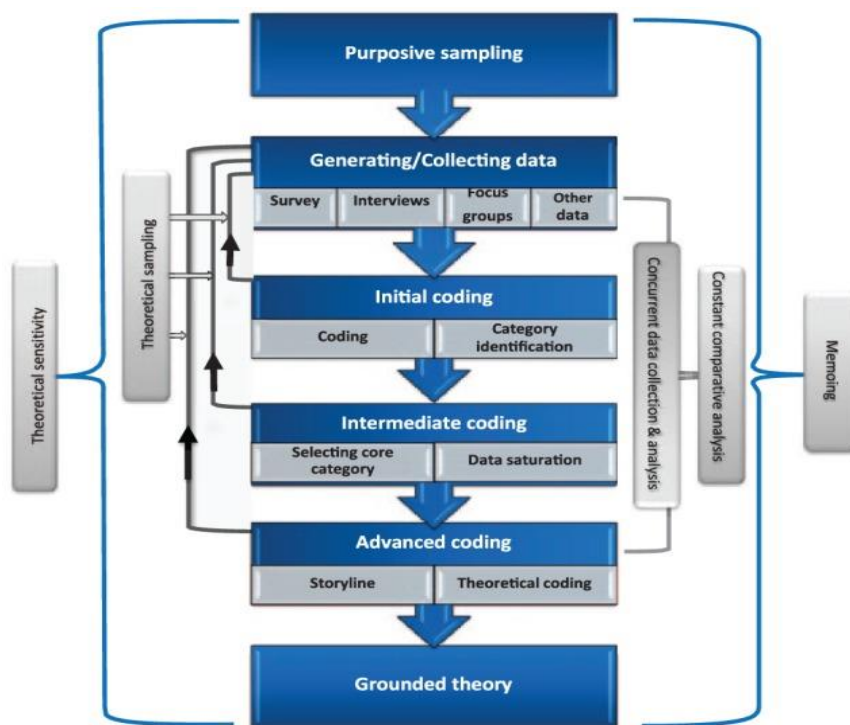 Purposive sampling
Generating/Collecting data
Survey
Interviews
Focus
groups
Other
data
Initial coding
Coding
Category
identification
Intermediate coding
Selecting core
category
Data saturation
Advanced coding
Storyline
Theoretical coding
Grounded theory
Theoretical sensitivity
Theoretical sampling
Concurrent data collection & analysis
Constant comparative analysis
Memoing